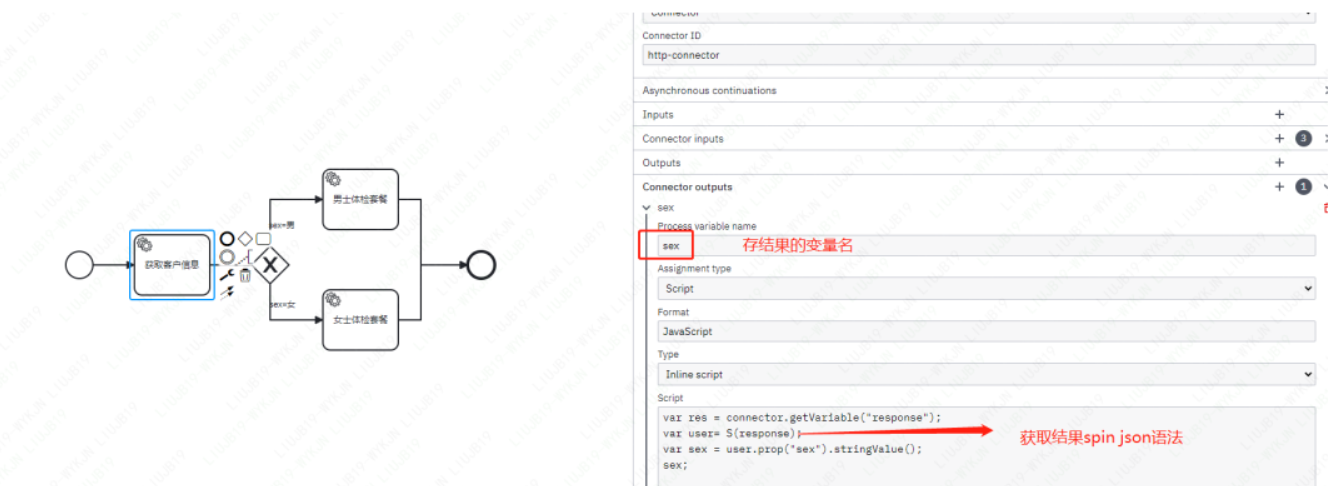 Connector
Connector ID
http-connector
Asynchronous continuations
Inputs
Connector inputs
3
Outputs
Connector outputs
1
sex
Process variable name
sex
存结果的变量名
Assignment type
Script
Format
JavaScript
Type
Inline script
Script
var res = connector.getVariable("response");
var user= S(response);
var sex = user.prop("sex").stringValue();
sex;
获取结果spin json语法
获取客户信息
sex=男
男士体检套餐
X
sex=女
女士体检套餐